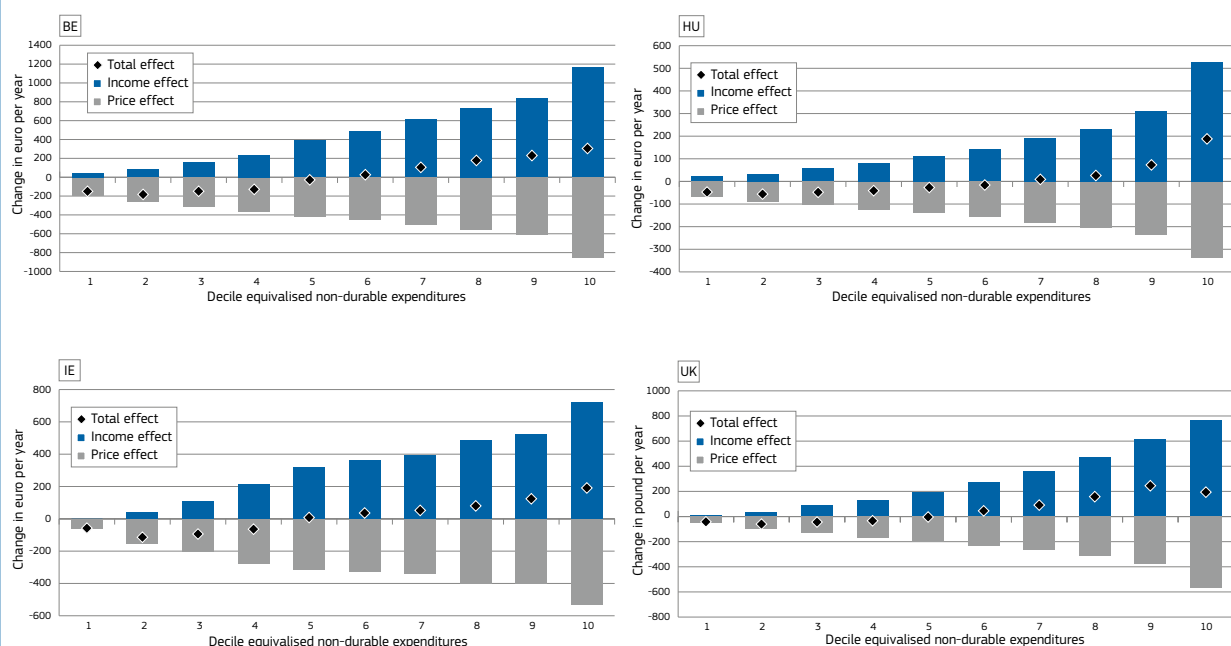 BE
Change in euro per year
1400
1200
1000
800
600
400
200
0
-200
-400
-600
-800
-1000
Total effect
Income effect
Price effect
1 2 3 4 5 6 7 8 9 10
Decile equivalised non-durable expenditures
HU
Change in euro per year
600
500
400
300
200
100
0
-100
-200
-300
-400
Total effect
Income effect
Price effect
1 2 3 4 5 6 7 8 9 10
Decile equivalised non-durable expenditures
IE
Change in euro per year
800
600
400
200
0
-200
-400
-600
Total effect
Income effect
Price effect
1 2 3 4 5 6 7 8 9 10
Decile equivalised non-durable expenditures
UK
Change in pound per year
1000
800
600
400
200
0
-200
-400
-600
-800
Total effect
Income effect
Price effect
1 2 3 4 5 6 7 8 9 10
Decile equivalised non-durable expenditures